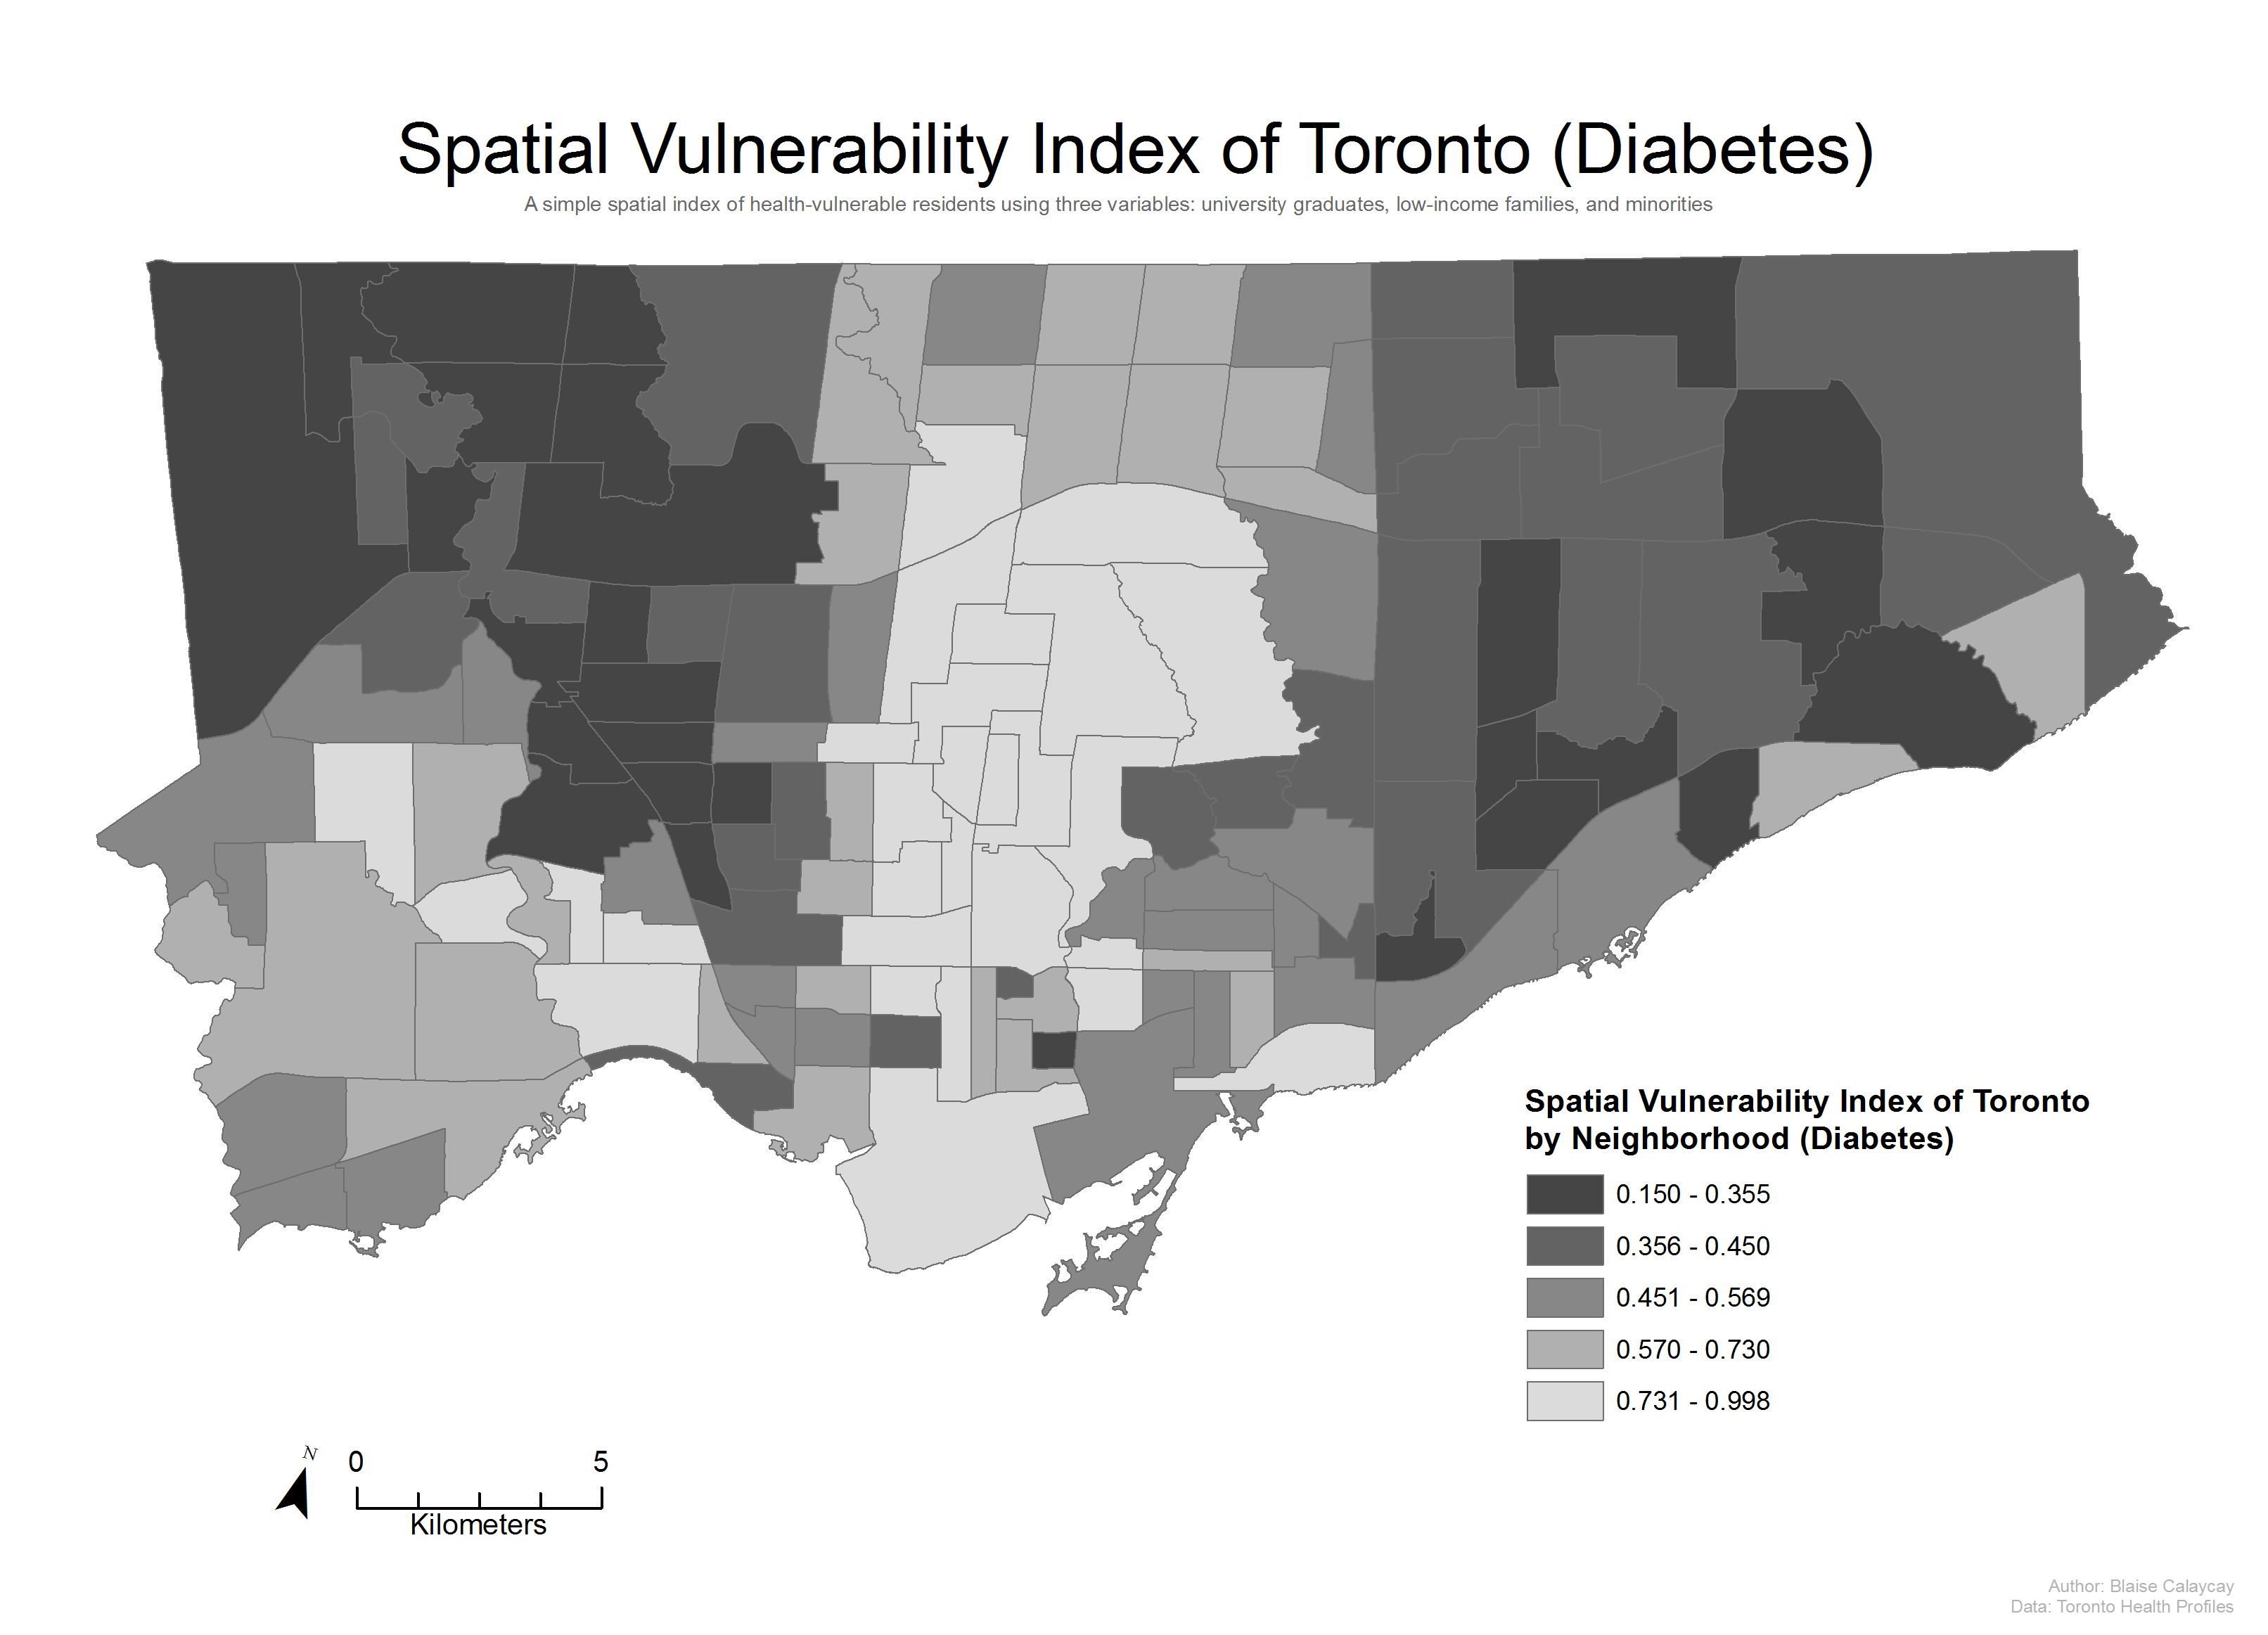 Spatial Vulnerability Index of Toronto (Diabetes)
A simple spatial index of health-vulnerable residents using three variables: university graduates, low-income families, and minorities
Spatial Vulnerability Index of Toronto
by Neighborhood (Diabetes)
0.150 - 0.355
0.356 - 0.450
0.451 - 0.569
0.570 - 0.730
0.731 - 0.998
N
0 5
Kilometers
Author: Blaise Calaycay
Data: Toronto Health Profiles